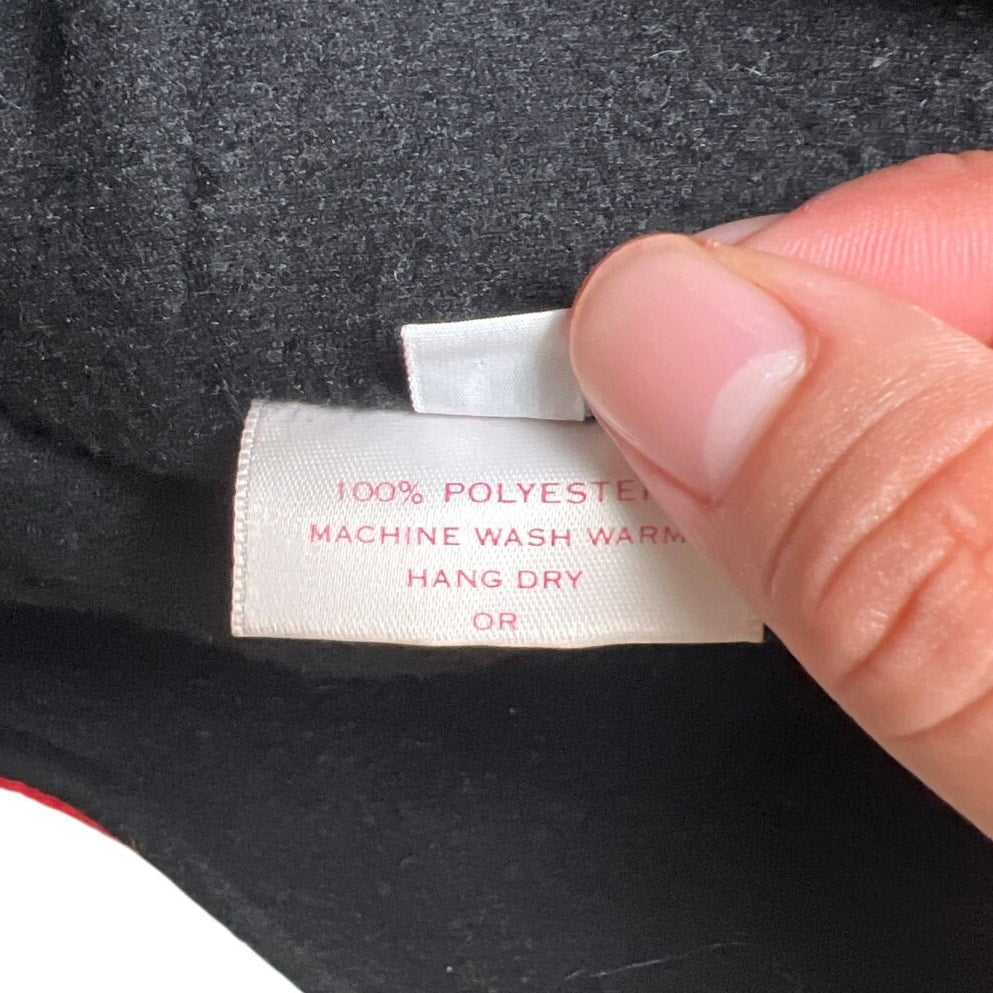 100% POLYESTER
MACHINE WASH WARM
HANG DRY
OR